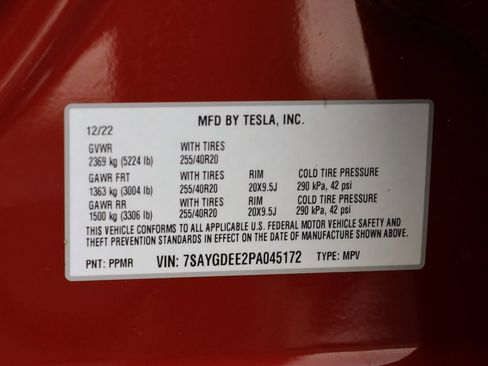 MFD BY TESLA, INC.
12/22
GVWR WITH TIRES
2369 kg (5224 lb) 255/40R20
GAWR FRT WITH TIRES RIM COLD TIRE PRESSURE
1363 kg (3004 lb) 255/40R20 20X9.5J 290 kPa, 42 psi
GAWR RR WITH TIRES RIM COLD TIRE PRESSURE
1500 kg (3306 lb) 255/40R20 20X9.5J 290 kPa, 42 psi
THIS VEHICLE CONFORMS TO ALL APPLICABLE U.S. FEDERAL MOTOR VEHICLE SAFETY AND
THEFT PREVENTION STANDARDS IN EFFECT ON THE DATE OF MANUFACTURE SHOWN ABOVE.
PNT: PPMR VIN: 7SAYGDEE2PA045172 TYPE: MPV